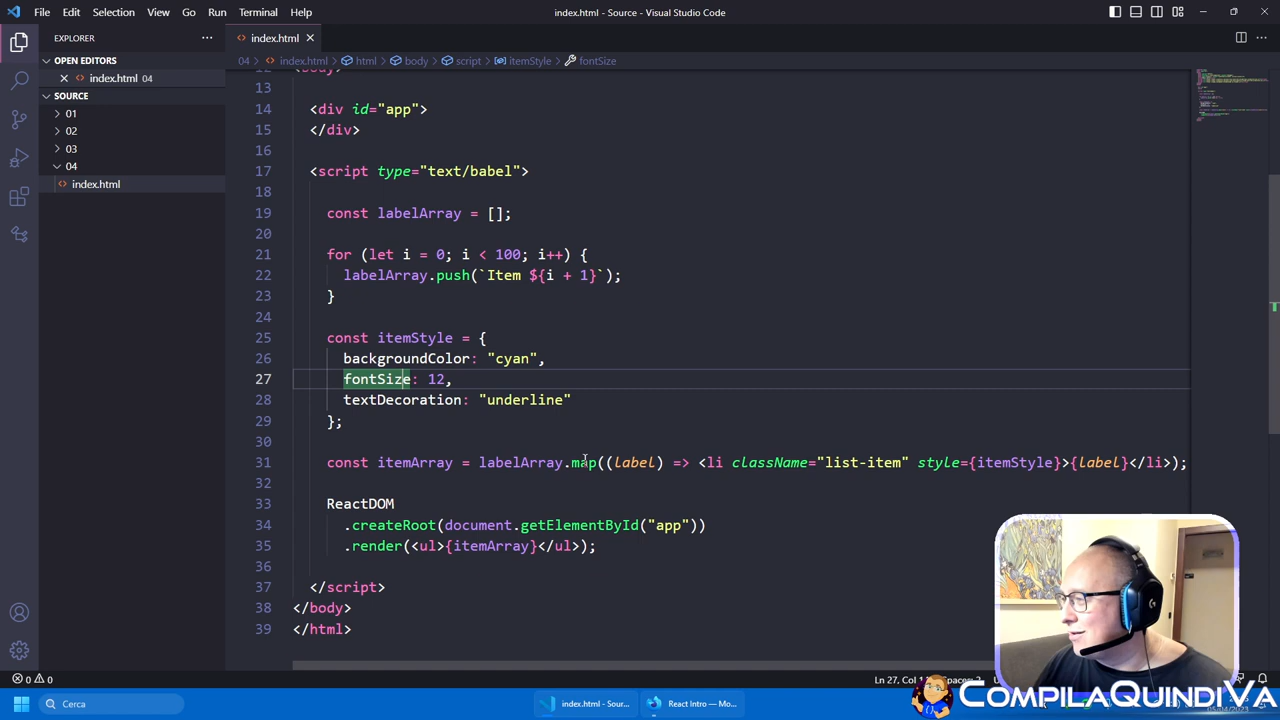 File Edit Selection View Go Run Terminal Help
index.html - Source - Visual Studio Code
EXPLORER
OPEN EDITORS
index.html 04
SOURCE
01
02
03
04
index.html
index.html
04 > index.html > html > body > script > itemStyle > fontSize
12 <body>
13
14 <div id="app">
15 </div>
16
17 <script type="text/babel">
18
19 const labelArray = [];
20
21 for (let i = 0; i < 100; i++) {
22 labelArray.push(`Item ${i + 1}`);
23 }
24
25 const itemStyle = {
26 backgroundColor: "cyan",
27 fontSize: 12,
28 textDecoration: "underline"
29 };
30
31 const itemArray = labelArray.map((label) => <li className="list-item" style={itemStyle}>{label}</li>);
32
33 ReactDOM
34 .createRoot(document.getElementById("app"))
35 .render(<ul>{itemArray}</ul>);
36
37 </script>
38 </body>
39 </html>
0 0
Ln 27,
Cerca
index.html - Sour...
React Intro — Mo...
COMPILAQUINDIVA